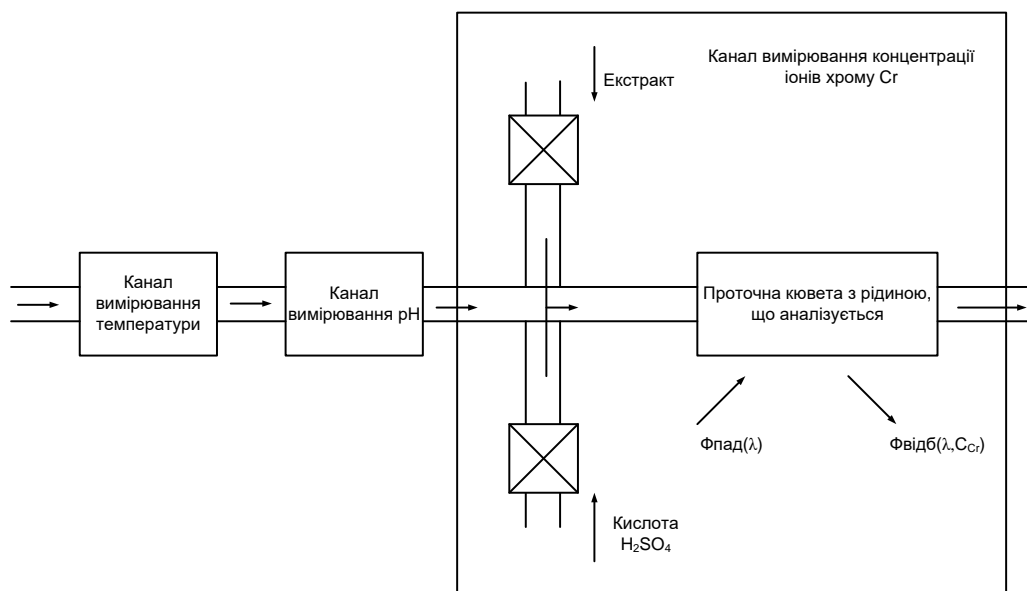 Канал вимірювання концентрації
іонів хрому Cr
Екстракт
Канал
вимірювання
температури
Канал
вимірювання pH
Проточна кювета з рідиною,
що аналізується
Фпад(λ)
Фвідб(λ,C_Cr)
Кислота
H₂SO₄